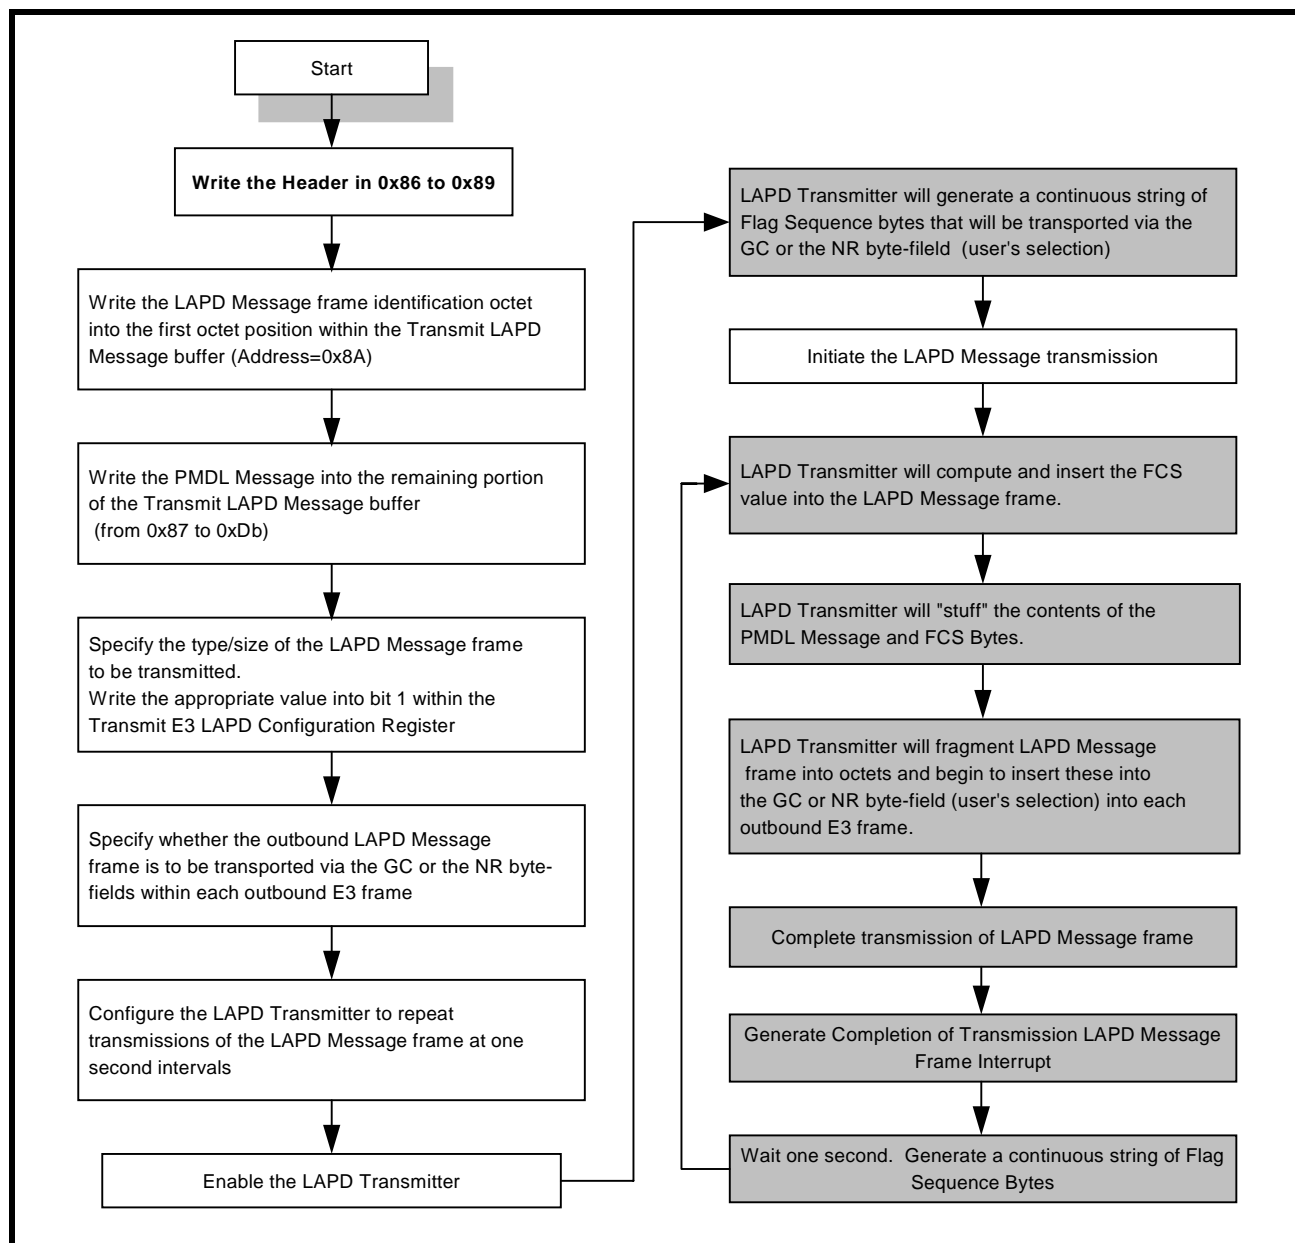 Start
Write the Header in 0x86 to 0x89
Write the LAPD Message frame identification octet
into the first octet position within the Transmit LAPD
Message buffer (Address=0x8A)
Write the PMDL Message into the remaining portion
of the Transmit LAPD Message buffer
(from 0x87 to 0xDb)
Specify the type/size of the LAPD Message frame
to be transmitted.
Write the appropriate value into bit 1 within the
Transmit E3 LAPD Configuration Register
Specify whether the outbound LAPD Message
frame is to be transported via the GC or the NR byte-
fields within each outbound E3 frame
Configure the LAPD Transmitter to repeat
transmissions of the LAPD Message frame at one
second intervals
Enable the LAPD Transmitter
LAPD Transmitter will generate a continuous string of
Flag Sequence bytes that will be transported via the
GC or the NR byte-fileld (user's selection)
Initiate the LAPD Message transmission
LAPD Transmitter will compute and insert the FCS
value into the LAPD Message frame.
LAPD Transmitter will "stuff" the contents of the
PMDL Message and FCS Bytes.
LAPD Transmitter will fragment LAPD Message
frame into octets and begin to insert these into
the GC or NR byte-field (user's selection) into each
outbound E3 frame.
Complete transmission of LAPD Message frame
Generate Completion of Transmission LAPD Message
Frame Interrupt
Wait one second. Generate a continuous string of Flag
Sequence Bytes